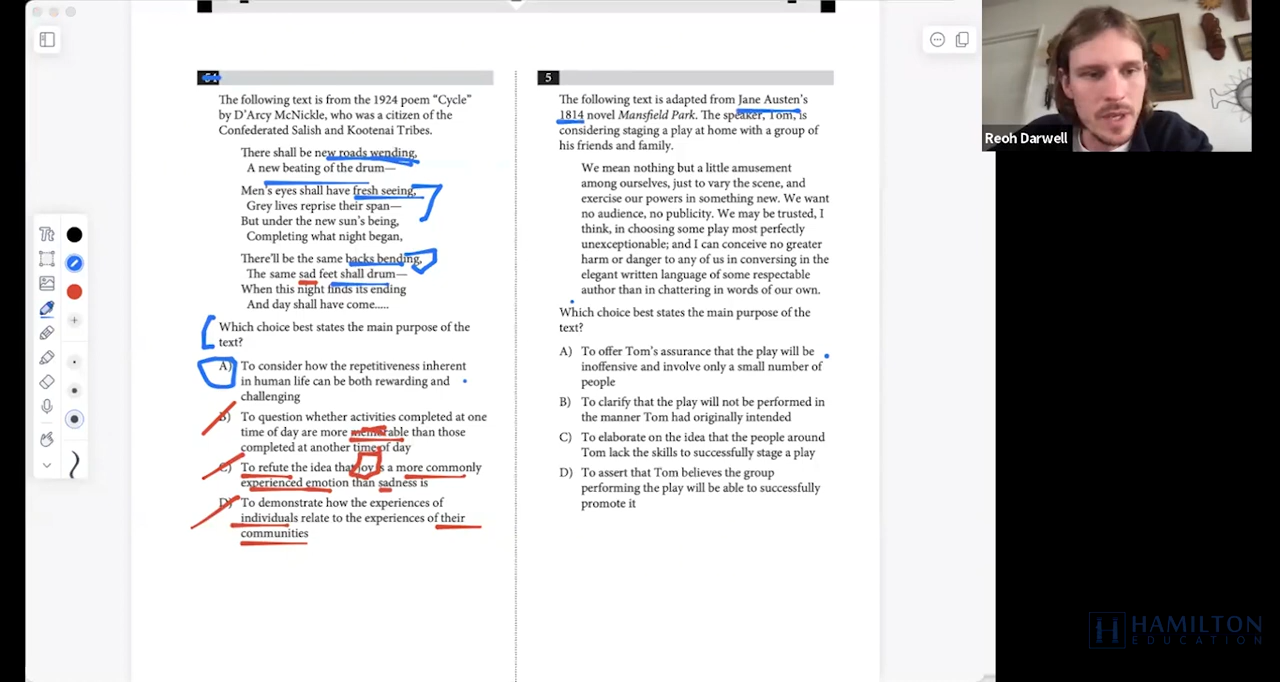 54
The following text is from the 1924 poem “Cycle”
by D’Arcy McNickle, who was a citizen of the
Confederated Salish and Kootenai Tribes.
There shall be new roads wending,
A new beating of the drum—
Men’s eyes shall have fresh seeing,
Grey lives reprise their span—
But under the new sun’s being,
Completing what night began,
There’ll be the same backs bending,
The same sad feet shall drum—
When this night finds its ending
And day shall have come.....
Which choice best states the main purpose of the
text?
A) To consider how the repetitiveness inherent
in human life can be both rewarding and
challenging
B) To question whether activities completed at one
time of day are more memorable than those
completed at another time of day
C) To refute the idea that joy is a more commonly
experienced emotion than sadness is
D) To demonstrate how the experiences of
individuals relate to the experiences of their
communities
5
The following text is adapted from Jane Austen’s
1814 novel Mansfield Park. The speaker, Tom, is
considering staging a play at home with a group of
his friends and family.
We mean nothing but a little amusement
among ourselves, just to vary the scene, and
exercise our powers in something new. We want
no audience, no publicity. We may be trusted, I
think, in choosing some play most perfectly
unexceptionable; and I can conceive no greater
harm or danger to any of us in conversing in the
elegant written language of some respectable
author than in chattering in words of our own.
Which choice best states the main purpose of the
text?
A) To offer Tom’s assurance that the play will be
inoffensive and involve only a small number of
people
B) To clarify that the play will not be performed in
the manner Tom had originally intended
C) To elaborate on the idea that the people around
Tom lack the skills to successfully stage a play
D) To assert that Tom believes the group
performing the play will be able to successfully
promote it
Reoh Darwell
HAMILTON
EDUCATION